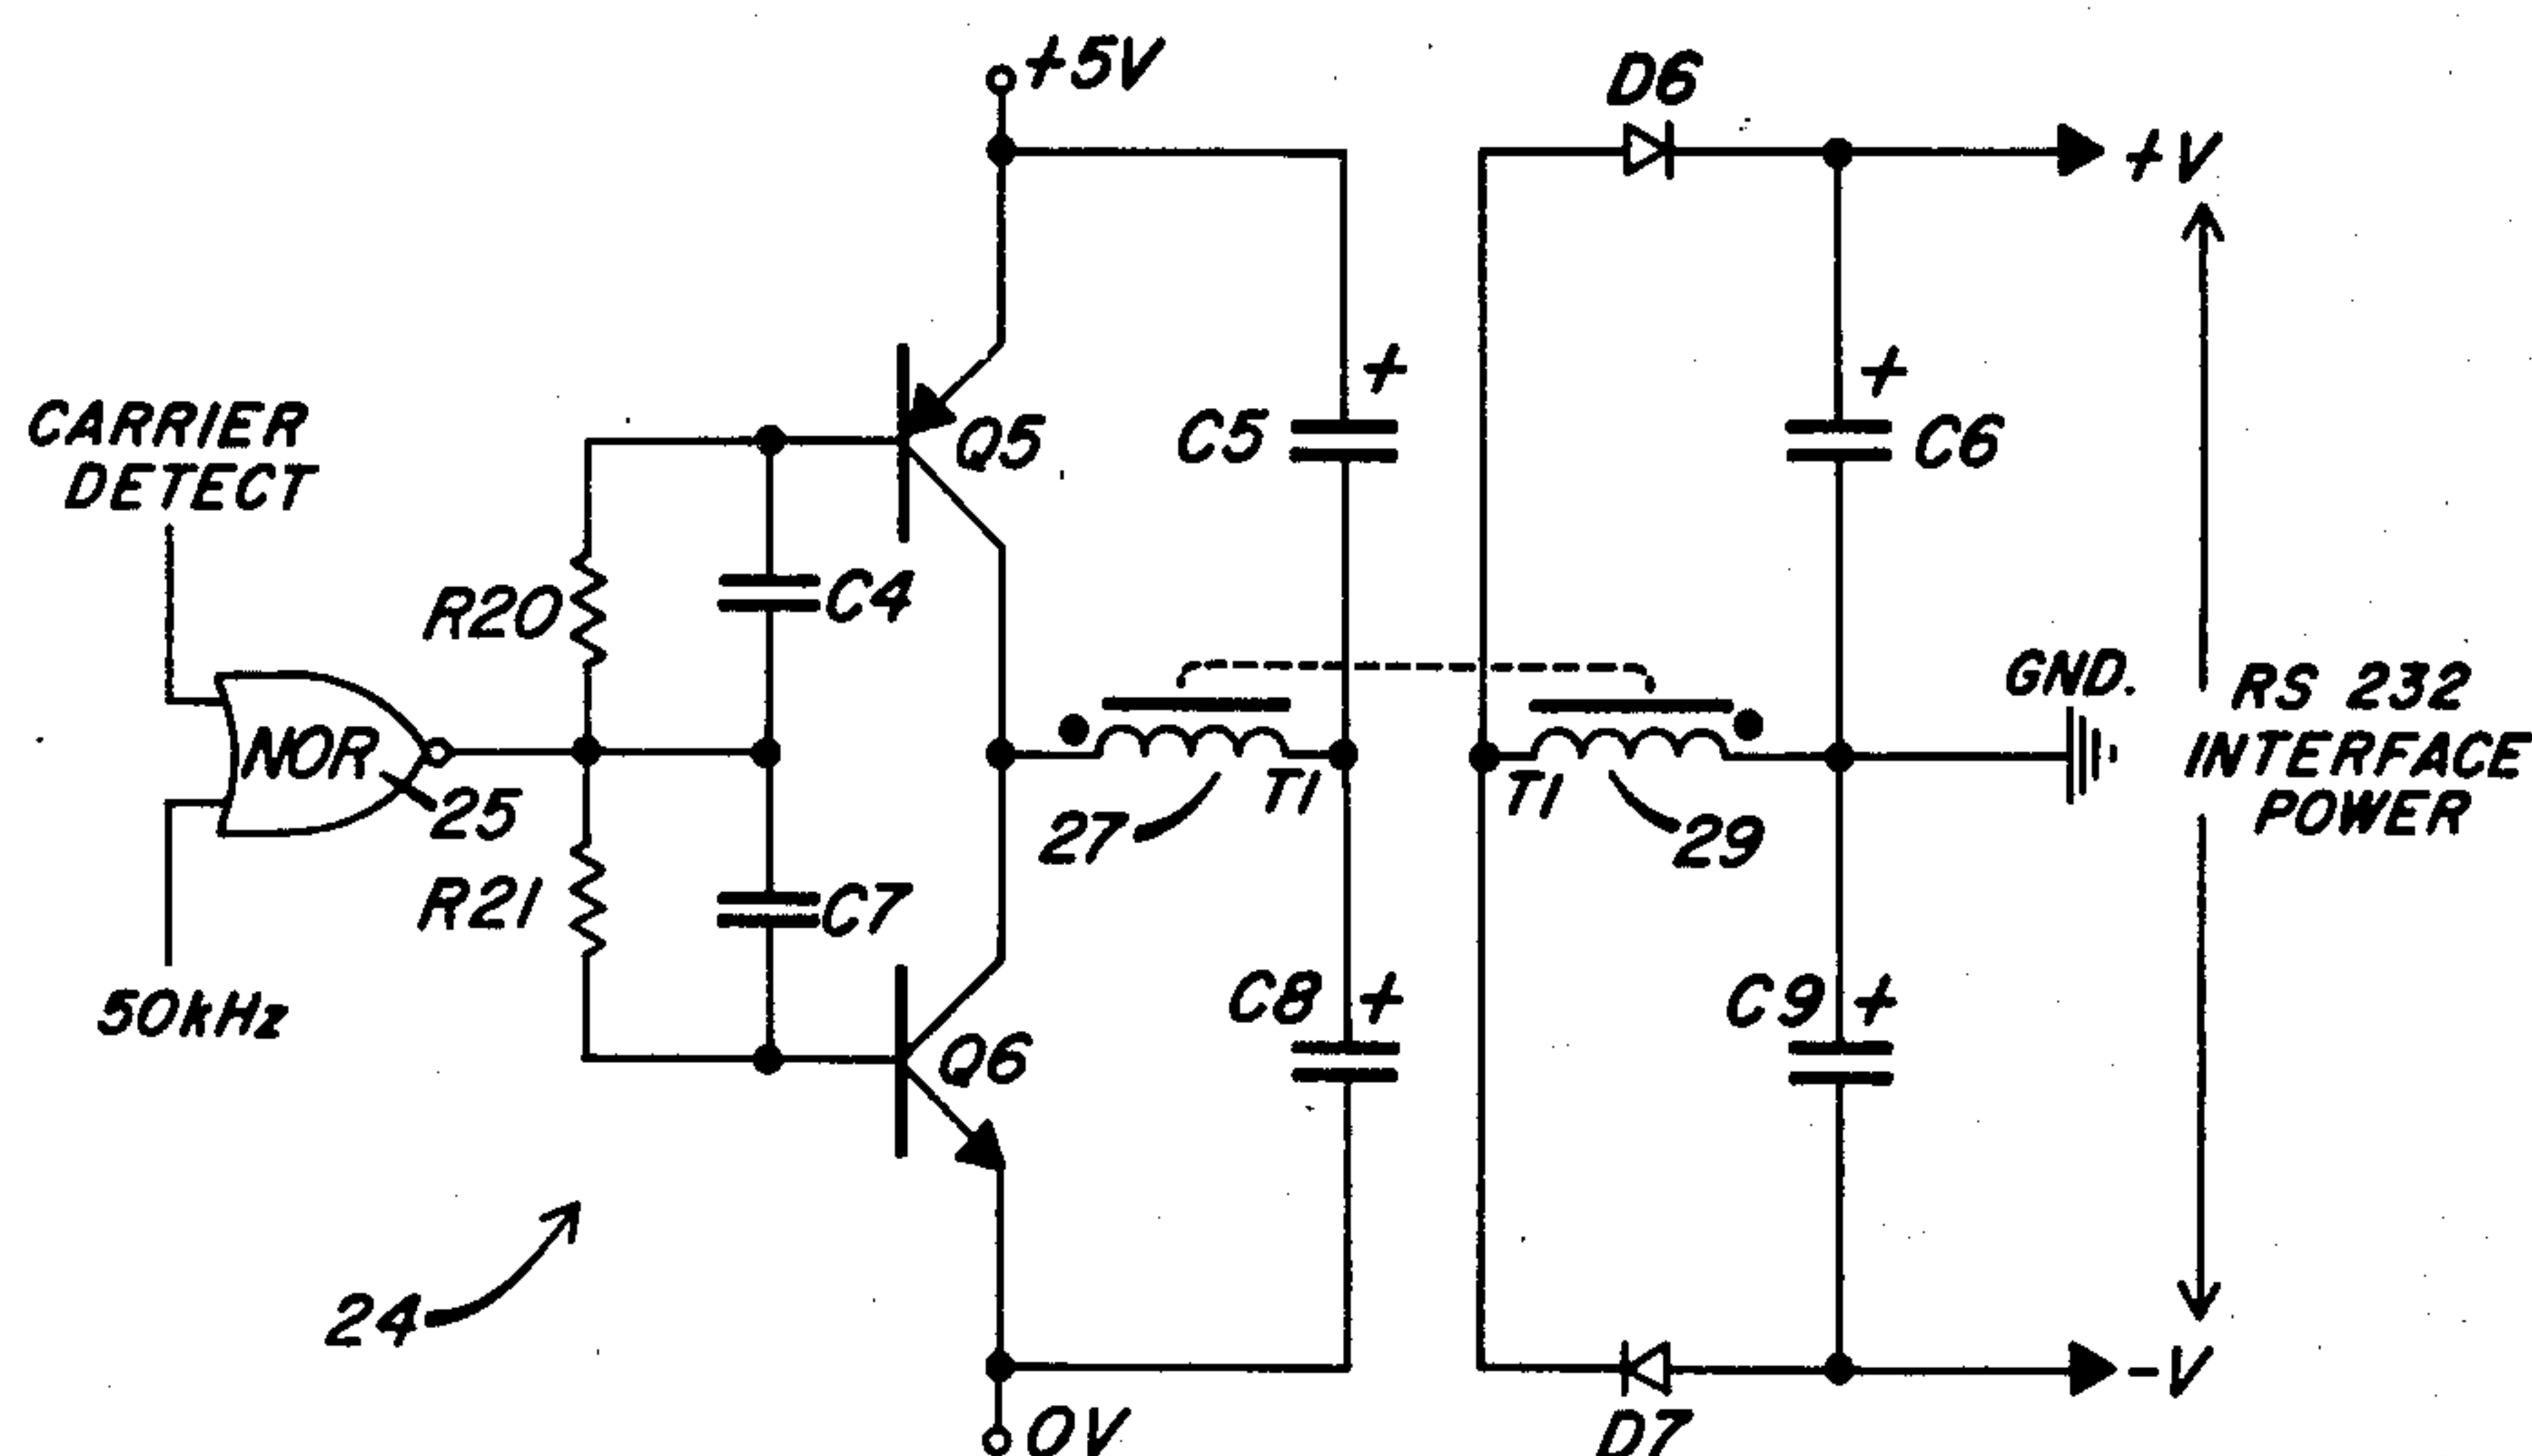 +5V
D6
+V
+
+
CARRIER
DETECT
Q5
C5
C6
R20
C4
GND.
RS 232
INTERFACE
POWER
NOR
25
T1
T1
27
29
R21
C7
C8 +
C9 +
50kHz
Q6
24
-V
0V
D7